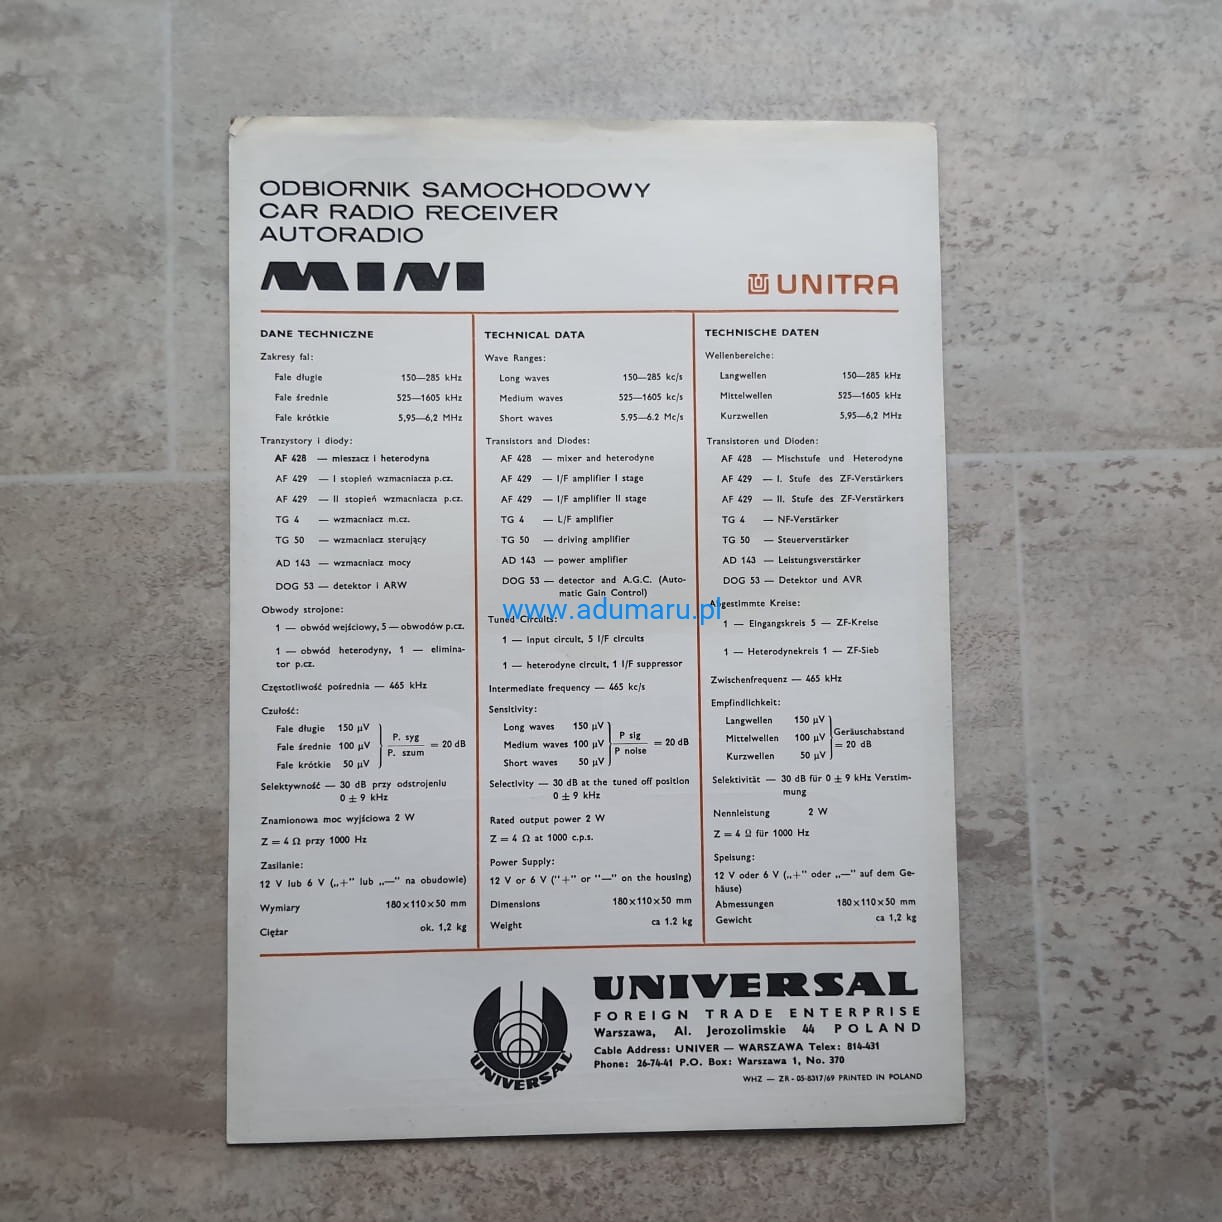 ODBIORNIK SAMOCHODOWY
CAR RADIO RECEIVER
AUTORADIO
MINI
UNITRA
DANE TECHNICZNE
Zakresy fal:
Fale długie 150—285 kHz
Fale średnie 525—1605 kHz
Fale krótkie 5,95—6,2 MHz
Tranzystory i diody:
AF 428 — mieszacz i heterodyna
AF 429 — I stopień wzmacniacza p.cz.
AF 429 — II stopień wzmacniacza p.cz.
TG 4 — wzmacniacz m.cz.
TG 50 — wzmacniacz sterujący
AD 143 — wzmacniacz mocy
DOG 53 — detektor i ARW
Obwody strojone:
1 — obwód wejściowy, 5 — obwodów p.cz.
1 — obwód heterodyny, 1 — elimina-
tor p.cz.
Częstotliwość pośrednia — 465 kHz
Czułość:
Fale długie 150 µV
Fale średnie 100 µV
Fale krótkie 50 µV
P. syg
P. szum
= 20 dB
Selektywność — 30 dB przy odstrojeniu
0 ± 9 kHz
Znamionowa moc wyjściowa 2 W
Z = 4 Ω przy 1000 Hz
Zasilanie:
12 V lub 6 V („+" lub „—" na obudowie)
Wymiary 180×110×50 mm
Ciężar ok. 1,2 kg
TECHNICAL DATA
Wave Ranges:
Long waves 150—285 kc/s
Medium waves 525—1605 kc/s
Short waves 5.95—6.2 Mc/s
Transistors and Diodes:
AF 428 — mixer and heterodyne
AF 429 — I/F amplifier I stage
AF 429 — I/F amplifier II stage
TG 4 — L/F amplifier
TG 50 — driving amplifier
AD 143 — power amplifier
DOG 53 — detector and A.G.C. (Auto-
matic Gain Control)
www.adumaru.pl
Tuned Circuits:
1 — input circuit, 5 I/F circuits
1 — heterodyne circuit, 1 I/F suppressor
Intermediate frequency — 465 kc/s
Sensitivity:
Long waves 150 µV
Medium waves 100 µV
Short waves 50 µV
P sig
P noise
= 20 dB
Selectivity — 30 dB at the tuned off position
0 ± 9 kHz
Rated output power 2 W
Z = 4 Ω at 1000 c.p.s.
Power Supply:
12 V or 6 V ("+" or "—" on the housing)
Dimensions 180×110×50 mm
Weight ca 1.2 kg
TECHNISCHE DATEN
Wellenbereiche:
Langwellen 150—285 kHz
Mittelwellen 525—1605 kHz
Kurzwellen 5,95—6,2 MHz
Transistoren und Dioden:
AF 428 — Mischstufe und Heterodyne
AF 429 — I. Stufe des ZF-Verstärkers
AF 429 — II. Stufe des ZF-Verstärkers
TG 4 — NF-Verstärker
TG 50 — Steuerverstärker
AD 143 — Leistungsverstärker
DOG 53 — Detektor und AVR
Abgestimmte Kreise:
1 — Eingangskreis 5 — ZF-Kreise
1 — Heterodynekreis 1 — ZF-Sieb
Zwischenfrequenz — 465 kHz
Empfindlichkeit:
Langwellen 150 µV
Mittelwellen 100 µV
Kurzwellen 50 µV
Geräuschabstand
= 20 dB
Selektivität — 30 dB für 0 ± 9 kHz Verstim-
mung
Nennleistung 2 W
Z = 4 Ω für 1000 Hz
Speisung:
12 V oder 6 V („+" oder „—" auf dem Ge-
häuse)
Abmessungen 180×110×50 mm
Gewicht ca 1,2 kg
UNIVERSAL
UNIVERSAL
FOREIGN TRADE ENTERPRISE
Warszawa, Al. Jerozolimskie 44 POLAND
Cable Address: UNIVER — WARSZAWA Telex: 814-431
Phone: 26-74-41 P.O. Box: Warszawa 1, No. 370
WHZ — ZR - 05-8317/69 PRINTED IN POLAND